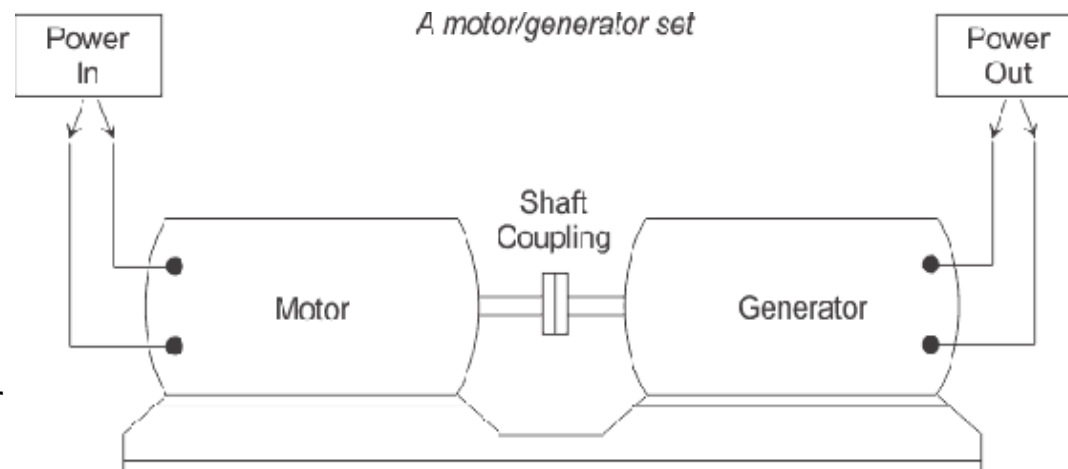 A motor/generator set
Power
In
Power
Out
Shaft
Coupling
Motor
Generator